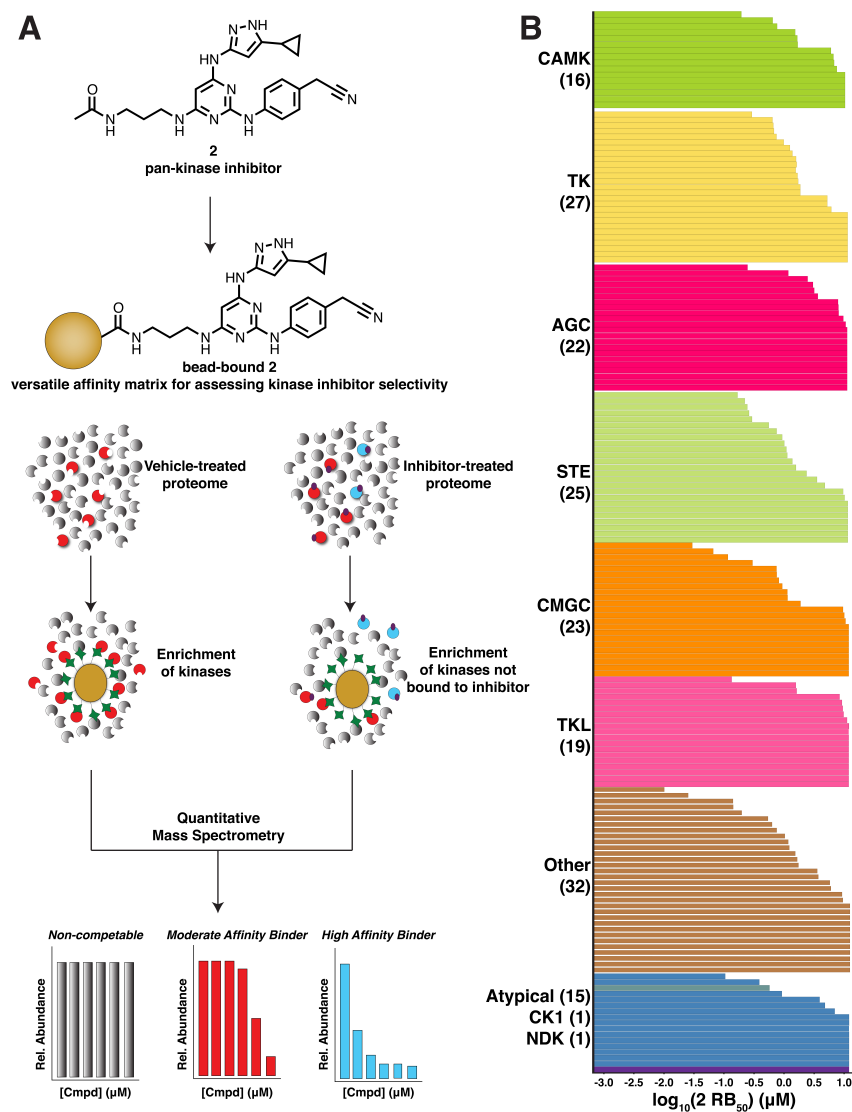 A
N
NH
HN
N
O
N
H
HN
N
N
H
N
2
pan-kinase inhibitor
N
NH
HN
N
O
N
H
HN
N
N
H
N
bead-bound 2
versatile affinity matrix for assessing kinase inhibitor selectivity
Vehicle-treated
proteome
Inhibitor-treated
proteome
Enrichment
of kinases
Enrichment
of kinases not
bound to inhibitor
Quantitative
Mass Spectrometry
Non-competable
Moderate Affinity Binder
High Affinity Binder
Rel. Abundance
Rel. Abundance
Rel. Abundance
[Cmpd] (µM)
[Cmpd] (µM)
[Cmpd] (µM)
B
CAMK
(16)
TK
(27)
AGC
(22)
STE
(25)
CMGC
(23)
TKL
(19)
Other
(32)
Atypical (15)
CK1 (1)
NDK (1)
-3.0 -2.5 -2.0 -1.5 -1.0 -0.5 0.0 0.5 1.0
log10(2 RB50) (µM)